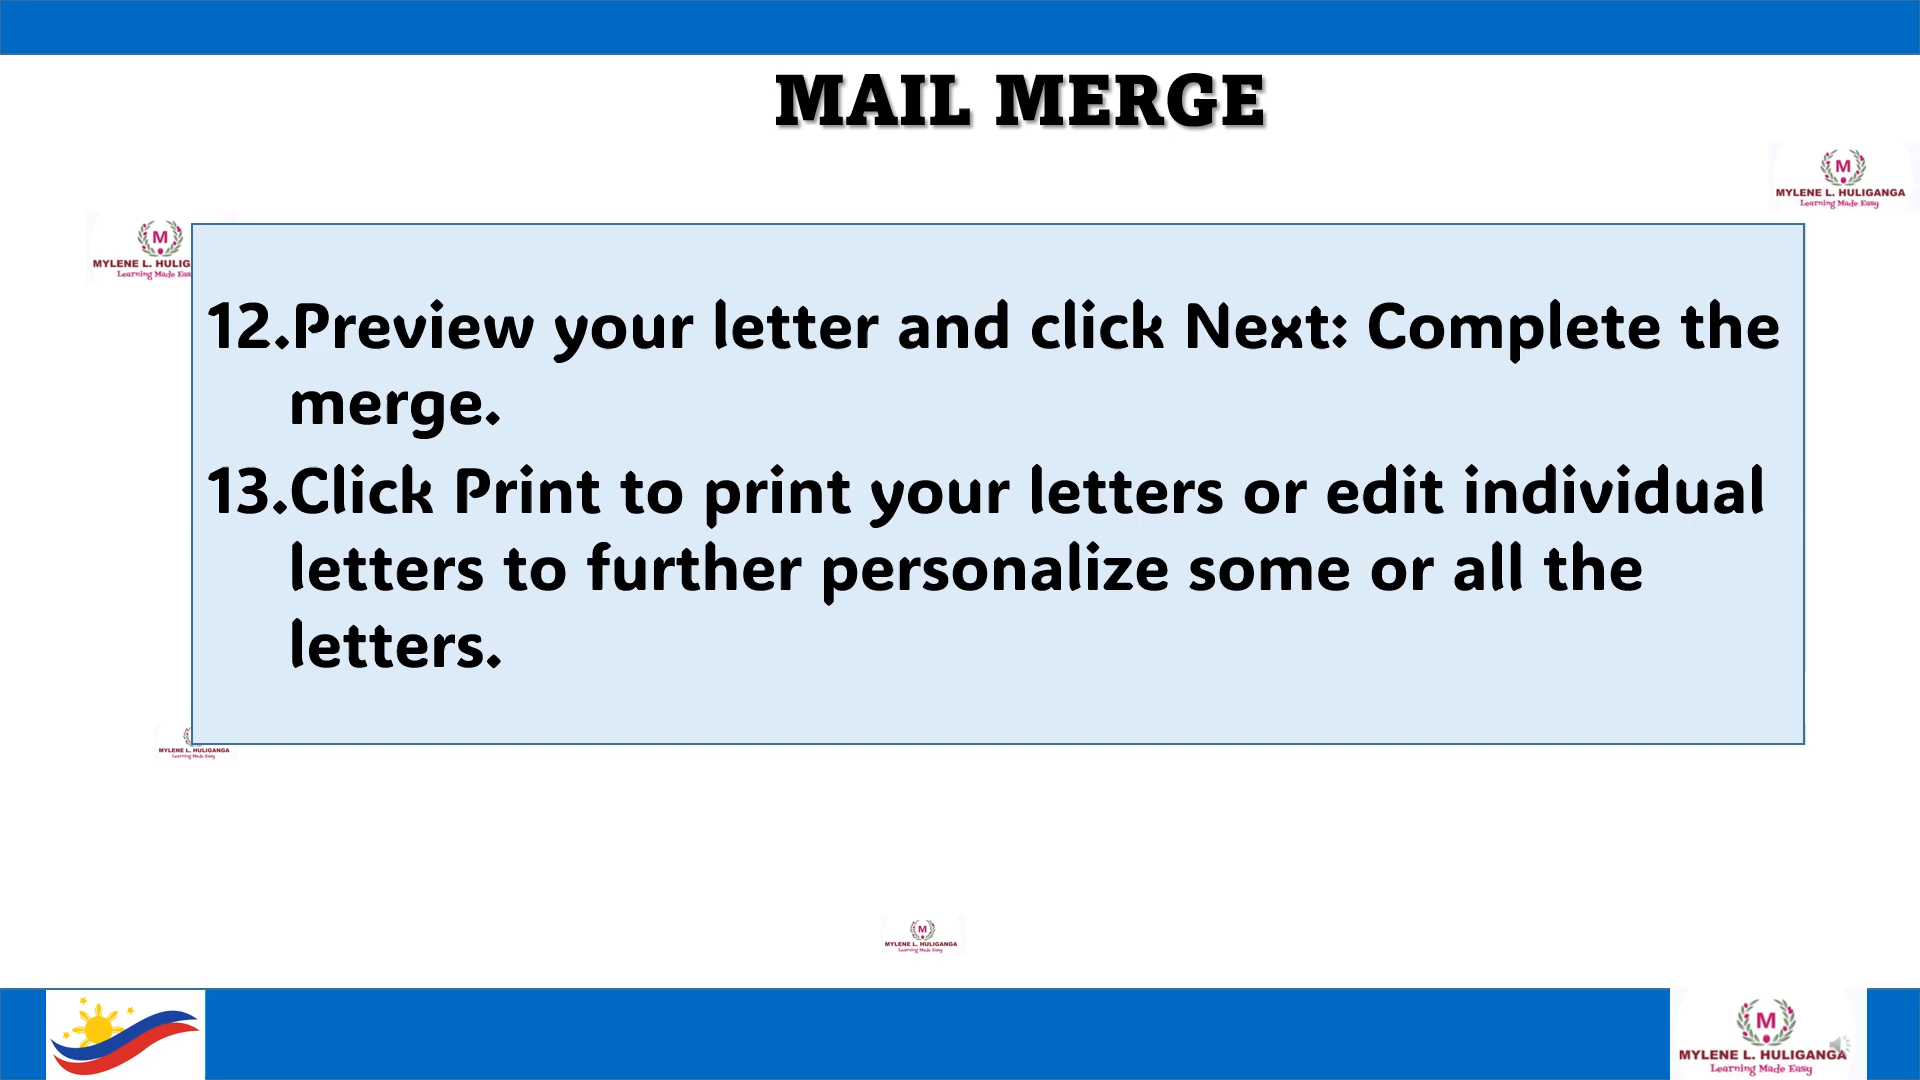 MAIL MERGE
M
MYLENE L. HULIGANGA
Learning Made Easy
M
MYLENE L. HULIG
Learning Made Eas
12.Preview your letter and click Next: Complete the
merge.
13.Click Print to print your letters or edit individual
letters to further personalize some or all the
letters.
MYLENE L. HULIGANGA
Learning Made Easy
M
MYLENE L. HULIGANGA
Learning Made Easy
M
MYLENE L. HULIGANGA
Learning Made Easy